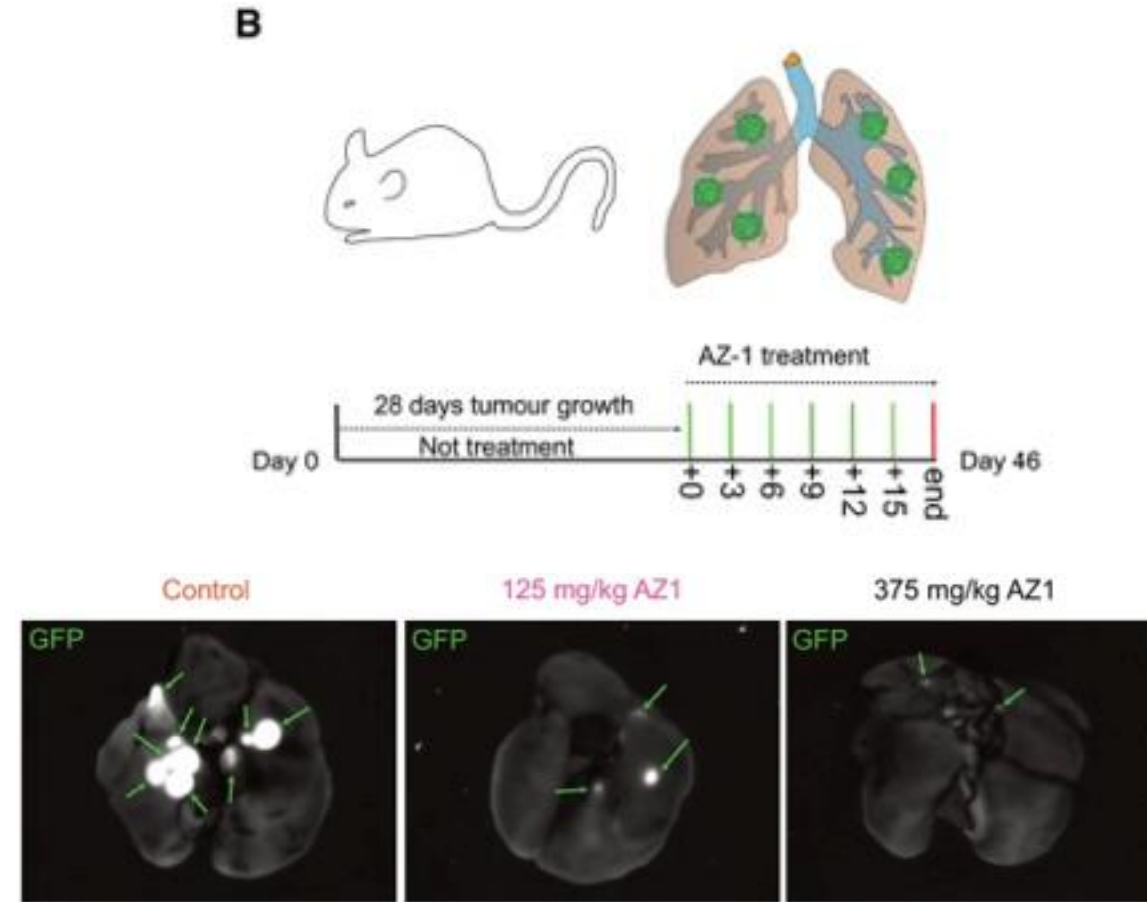 B
AZ-1 treatment
28 days tumour growth
Not treatment
Day 0
Day 46
+0
+3
+6
+9
+12
+15
end
Control
125 mg/kg AZ1
375 mg/kg AZ1
GFP
GFP
GFP